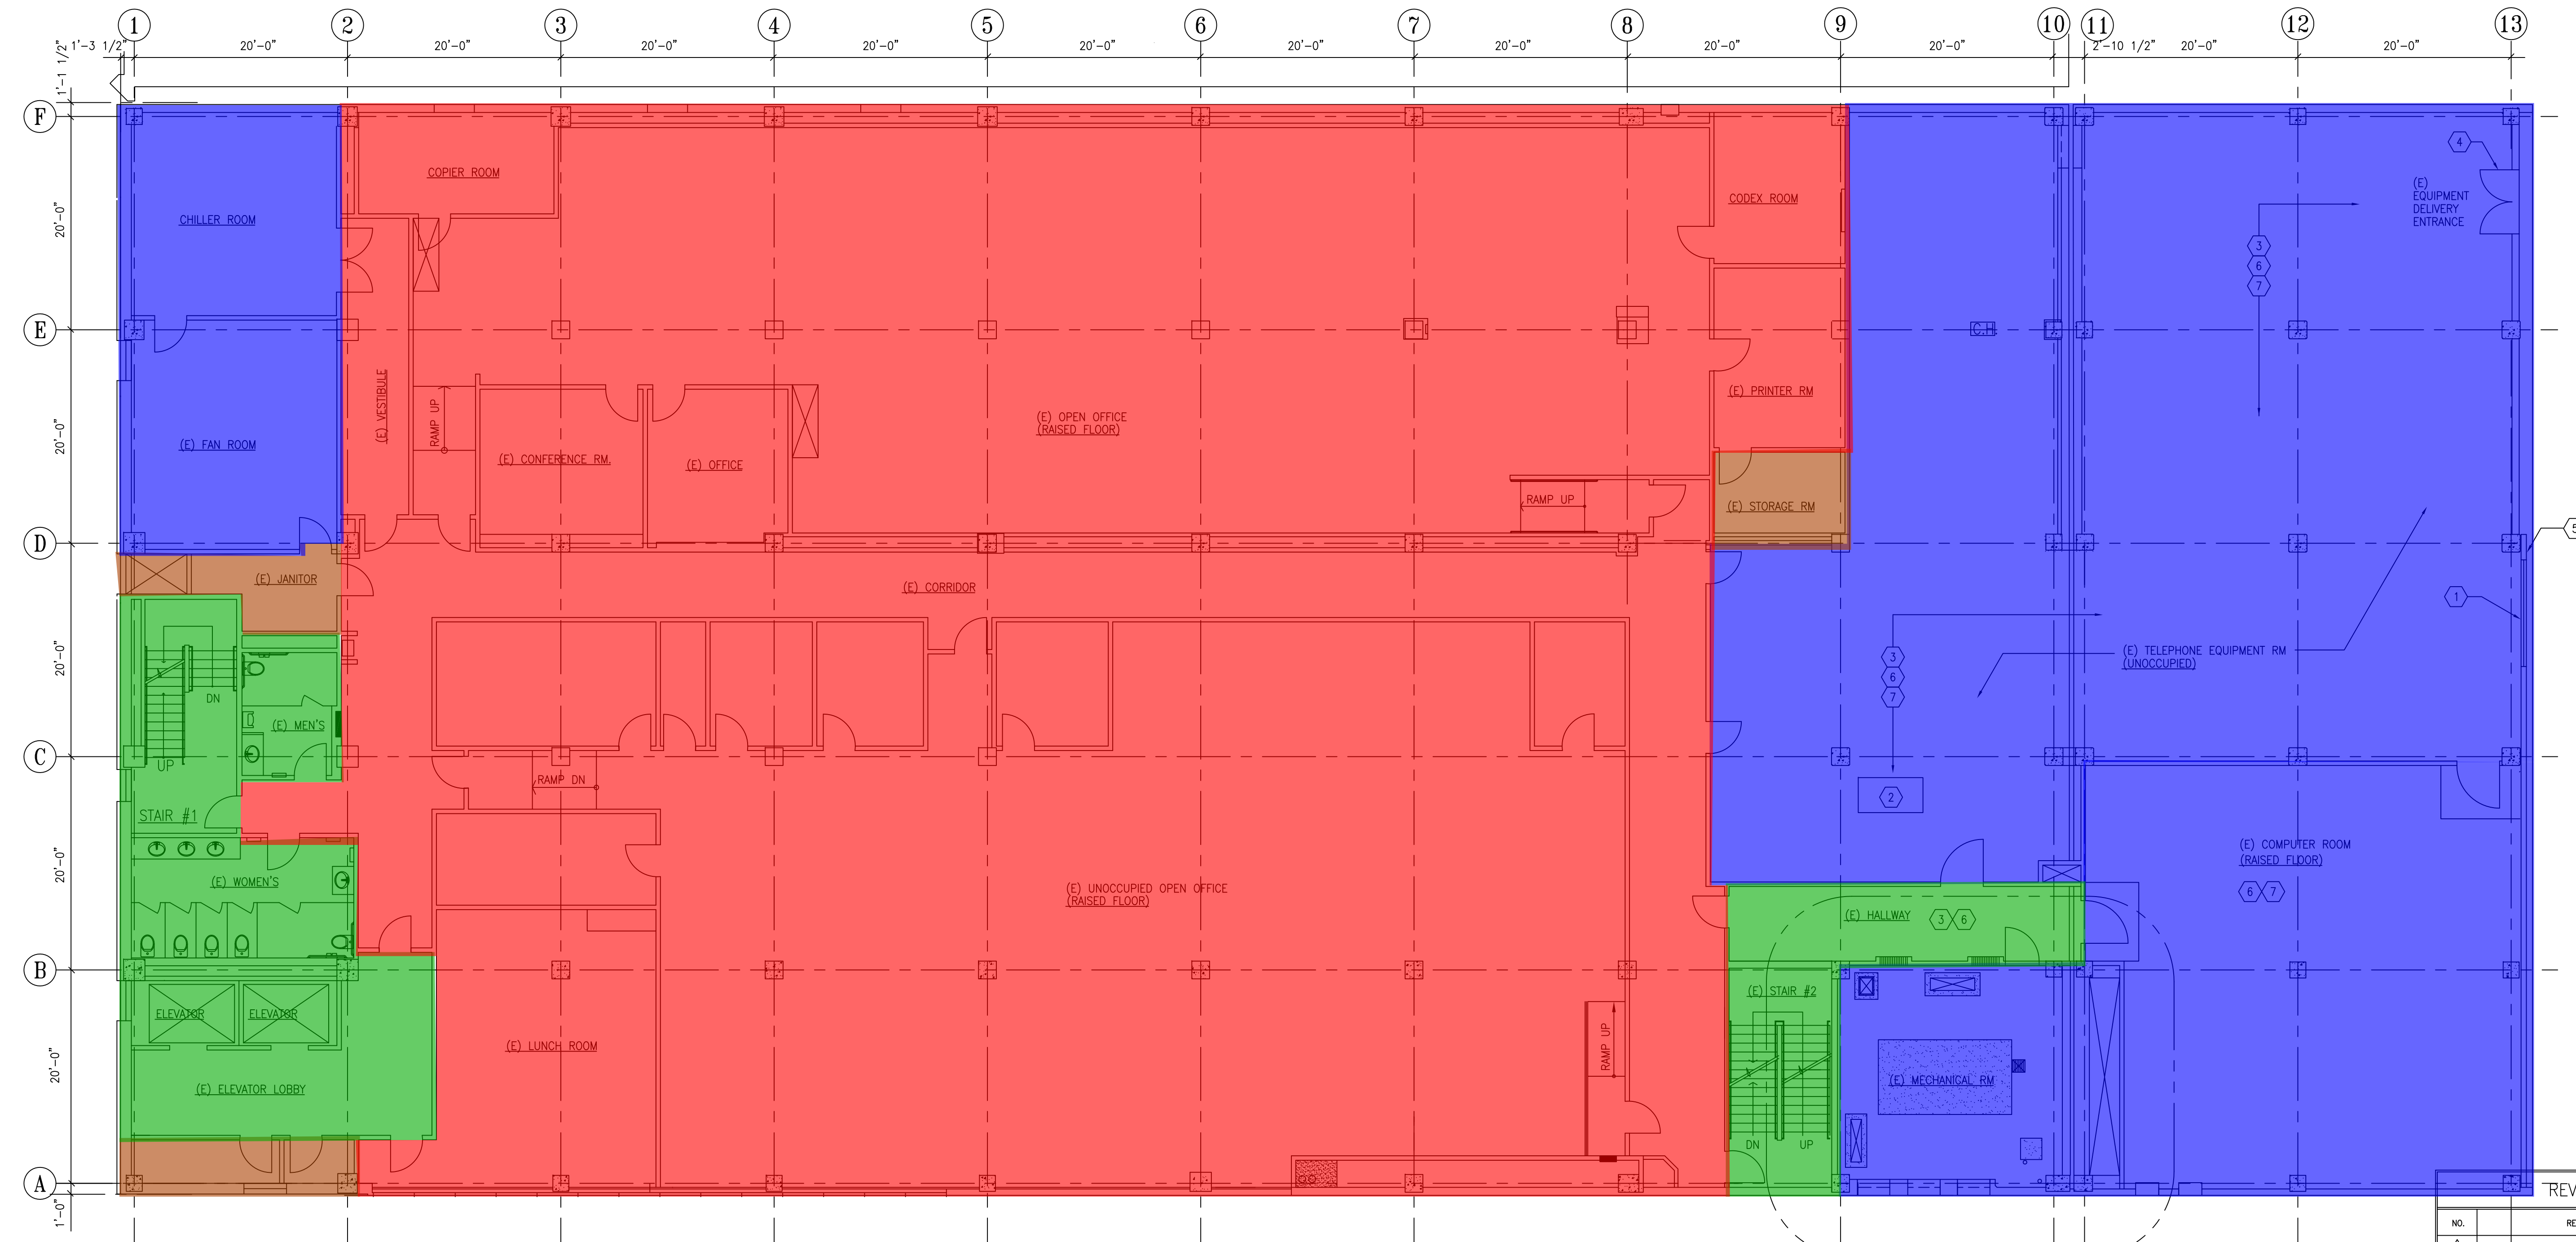 1 2 3 4 5 6 7 8 9 10 11 12 13
1'-3 1/2" 20'-0" 20'-0" 20'-0" 20'-0" 20'-0" 20'-0" 20'-0" 20'-0" 20'-0" 2'-10 1/2" 20'-0" 20'-0"
1'-1 1/2"
F
20'-0"
E
20'-0"
D
20'-0"
C
20'-0"
B
20'-0"
A
1'-0"
CHILLER ROOM
COPIER ROOM
CODEX ROOM
4
(E)
EQUIPMENT
DELIVERY
ENTRANCE
3
6
7
C.H.
(E) VESTIBULE
RAMP UP
(E) FAN ROOM
(E) CONFERENCE RM.
(E) OFFICE
(E) OPEN OFFICE
(RAISED FLOOR)
(E) PRINTER RM
RAMP UP
(E) STORAGE RM
5
(E) JANITOR
(E) CORRIDOR
1
3
6
7
(E) TELEPHONE EQUIPMENT RM
(UNOCCUPIED)
DN
(E) MEN'S
UP
RAMP DN
2
STAIR #1
(E) COMPUTER ROOM
(RAISED FLOOR)
6 7
(E) WOMEN'S
(E) UNOCCUPIED OPEN OFFICE
(RAISED FLOOR)
(E) HALLWAY
3 6
(E) STAIR #2
ELEVATOR
ELEVATOR
(E) LUNCH ROOM
RAMP UP
(E) MECHANICAL RM
(E) ELEVATOR LOBBY
DN
UP
REV
NO.
RE